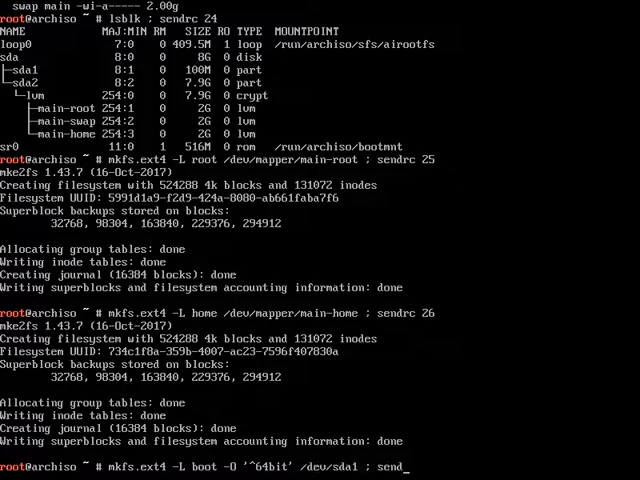 swap main -wi-a----- 2.00g
root@archiso ~ # lsblk ; sendrc 24
NAME MAJ:MIN RM SIZE RO TYPE MOUNTPOINT
loop0 7:0 0 409.5M 1 loop /run/archiso/sfs/airootfs
sda 8:0 0 8G 0 disk
├─sda1 8:1 0 100M 0 part
└─sda2 8:2 0 7.9G 0 part
└─lvm 254:0 0 7.9G 0 crypt
├─main-root 254:1 0 2G 0 lvm
├─main-swap 254:2 0 2G 0 lvm
└─main-home 254:3 0 2G 0 lvm
sr0 11:0 1 516M 0 rom /run/archiso/bootmnt
root@archiso ~ # mkfs.ext4 -L root /dev/mapper/main-root ; sendrc 25
mke2fs 1.43.7 (16-Oct-2017)
Creating filesystem with 524288 4k blocks and 131072 inodes
Filesystem UUID: 5991d1a9-f2d9-424a-8080-ab661faba7f6
Superblock backups stored on blocks:
32768, 98304, 163840, 229376, 294912
Allocating group tables: done
Writing inode tables: done
Creating journal (16384 blocks): done
Writing superblocks and filesystem accounting information: done
root@archiso ~ # mkfs.ext4 -L home /dev/mapper/main-home ; sendrc 26
mke2fs 1.43.7 (16-Oct-2017)
Creating filesystem with 524288 4k blocks and 131072 inodes
Filesystem UUID: 734c1f8a-359b-4007-ac23-7596f407830a
Superblock backups stored on blocks:
32768, 98304, 163840, 229376, 294912
Allocating group tables: done
Writing inode tables: done
Creating journal (16384 blocks): done
Writing superblocks and filesystem accounting information: done
root@archiso ~ # mkfs.ext4 -L boot -O '^64bit' /dev/sda1 ; send_